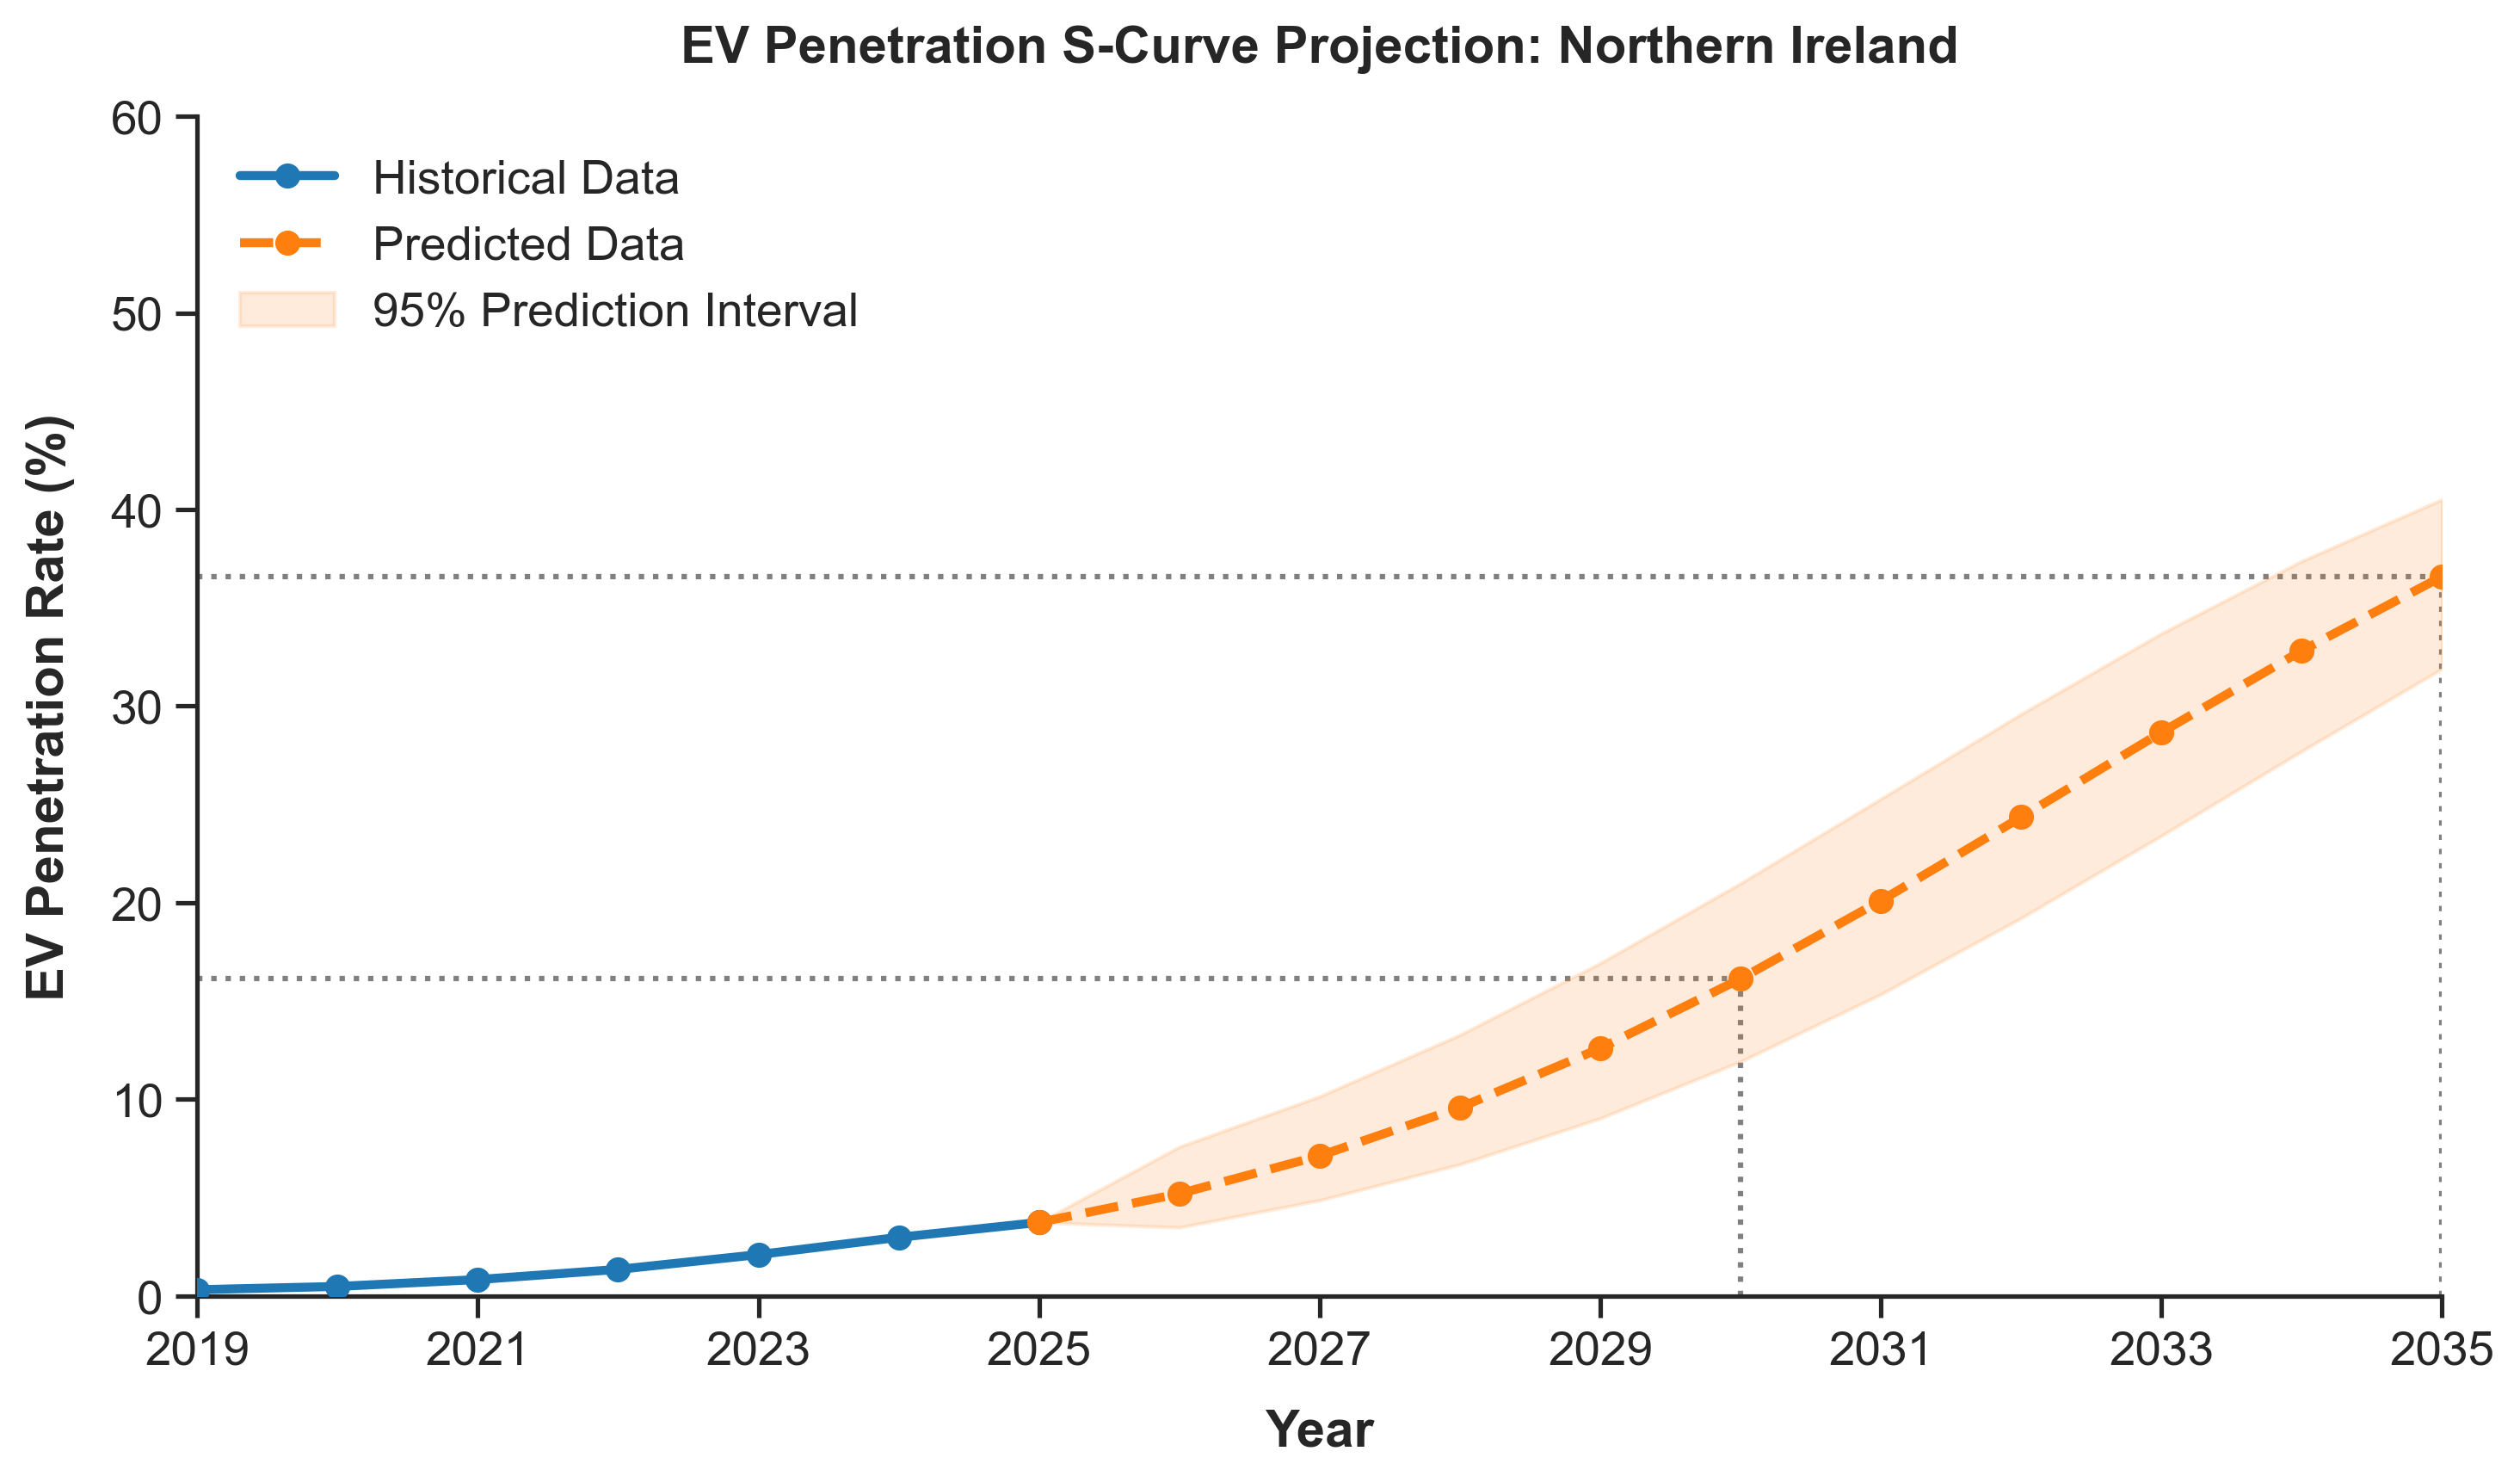 EV Penetration S-Curve Projection: Northern Ireland
60
50
40
30
20
10
0
EV Penetration Rate (%)
Historical Data
Predicted Data
95% Prediction Interval
2019 2021 2023 2025 2027 2029 2031 2033 2035
Year